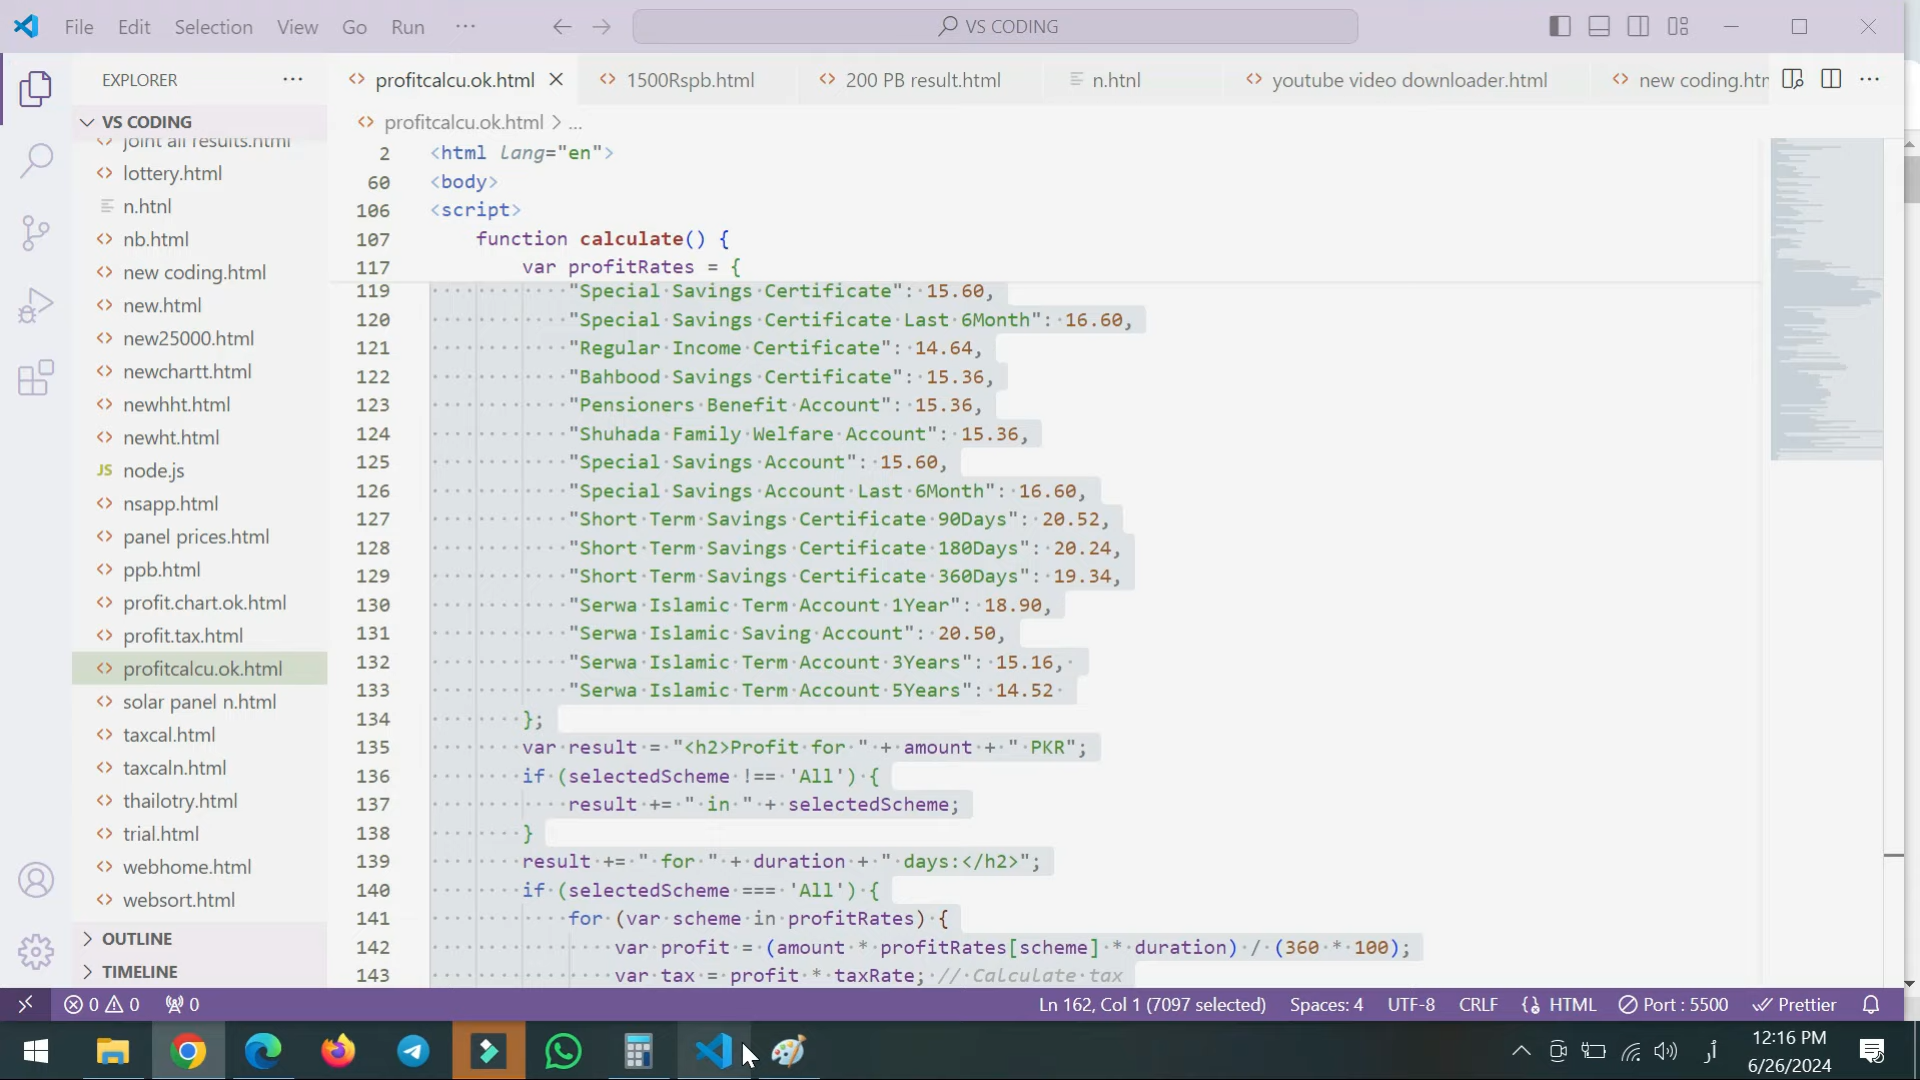 File Edit Selection View Go Run ··· VS CODING
EXPLORER ···
profitcalcu.ok.html 1500Rspb.html 200 PB result.html n.htnl youtube video downloader.html new coding.htr ···
VS CODING
joint all results.html
lottery.html
n.htnl
nb.html
new coding.html
new.html
new25000.html
newchartt.html
newhht.html
newht.html
JS node.js
nsapp.html
panel prices.html
ppb.html
profit.chart.ok.html
profit.tax.html
profitcalcu.ok.html
solar panel n.html
taxcal.html
taxcaln.html
thailotry.html
trial.html
webhome.html
websort.html
OUTLINE
TIMELINE
profitcalcu.ok.html > ...
2 <html lang="en">
60 <body>
106 <script>
107 function calculate() {
117 var profitRates = {
119 "Special Savings Certificate": 15.60,
120 "Special Savings Certificate Last 6Month": 16.60,
121 "Regular Income Certificate": 14.64,
122 "Bahbood Savings Certificate": 15.36,
123 "Pensioners Benefit Account": 15.36,
124 "Shuhada Family Welfare Account": 15.36,
125 "Special Savings Account": 15.60,
126 "Special Savings Account Last 6Month": 16.60,
127 "Short Term Savings Certificate 90Days": 20.52,
128 "Short Term Savings Certificate 180Days": 20.24,
129 "Short Term Savings Certificate 360Days": 19.34,
130 "Serwa Islamic Term Account 1Year": 18.90,
131 "Serwa Islamic Saving Account": 20.50,
132 "Serwa Islamic Term Account 3Years": 15.16,
133 "Serwa Islamic Term Account 5Years": 14.52
134 };
135 var result = "<h2>Profit for " + amount + " PKR";
136 if (selectedScheme !== 'All') {
137 result += " in " + selectedScheme;
138 }
139 result += " for " + duration + " days:</h2>";
140 if (selectedScheme === 'All') {
141 for (var scheme in profitRates) {
142 var profit = (amount * profitRates[scheme] * duration) / (360 * 100);
143 var tax = profit * taxRate; // Calculate tax
0 0 0 Ln 162, Col 1 (7097 selected) Spaces: 4 UTF-8 CRLF {} HTML Port : 5500 Prettier
12:16 PM
6/26/2024